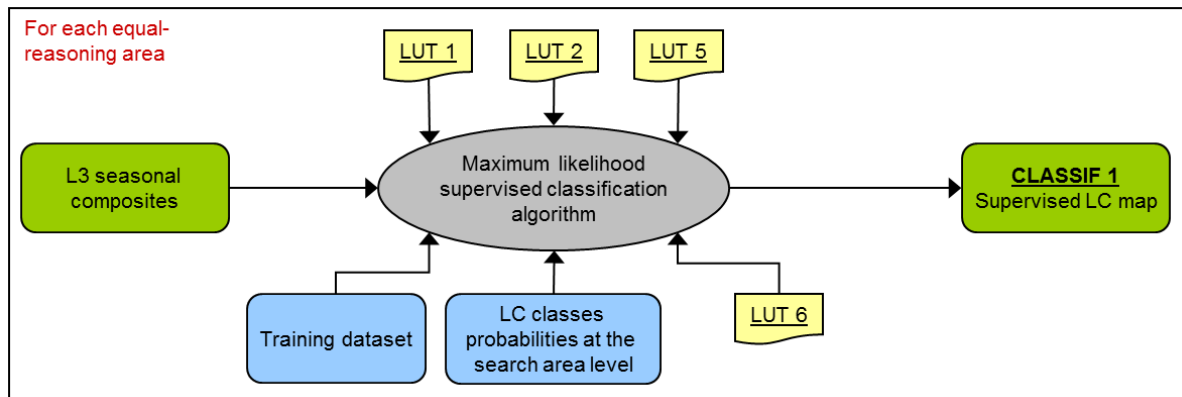 For each equal-
reasoning area
LUT 1
LUT 2
LUT 5
L3 seasonal
composites
Maximum likelihood
supervised classification
algorithm
CLASSIF 1
Supervised LC map
Training dataset
LC classes
probabilities at the
search area level
LUT 6